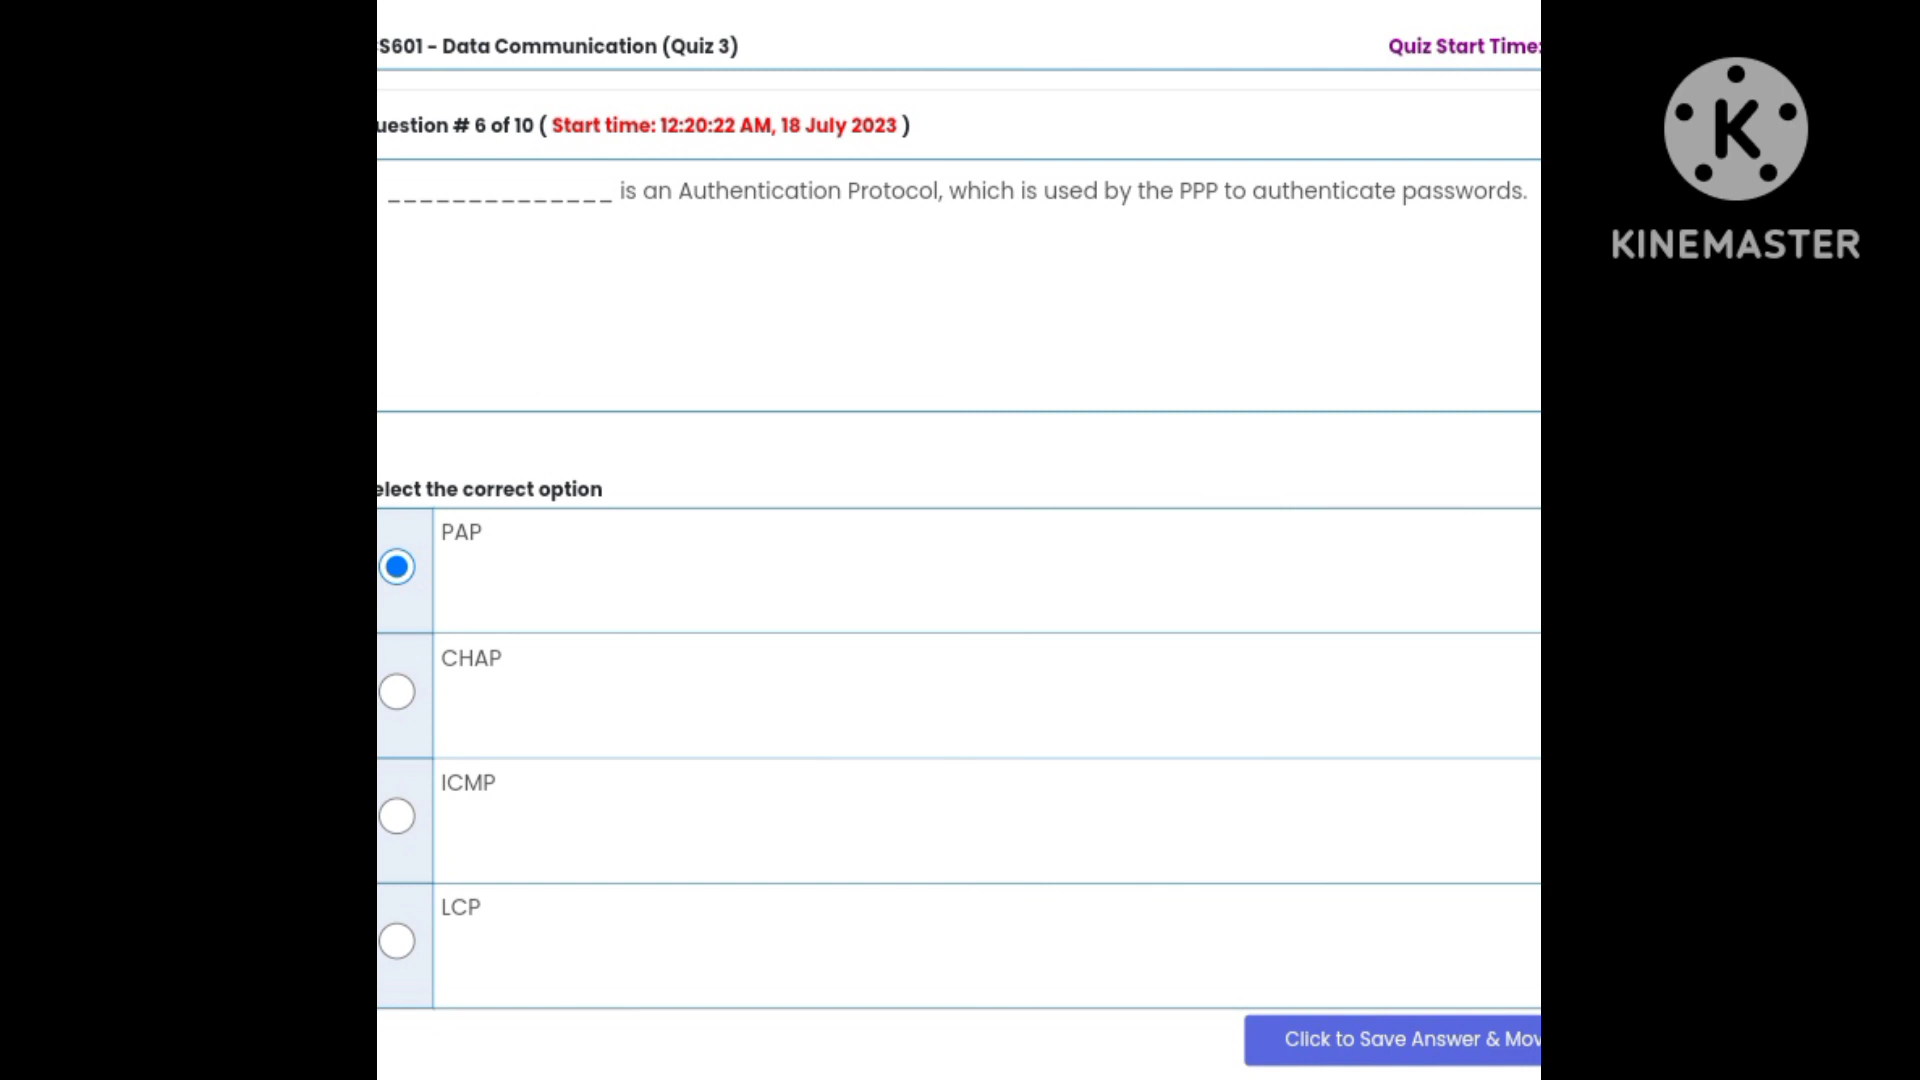 S601 - Data Communication (Quiz 3)
Quiz Start Time:
uestion # 6 of 10 ( Start time: 12:20:22 AM, 18 July 2023 )
______________ is an Authentication Protocol, which is used by the PPP to authenticate passwords.
elect the correct option
PAP
CHAP
ICMP
LCP
Click to Save Answer & Mov
K
KINEMASTER